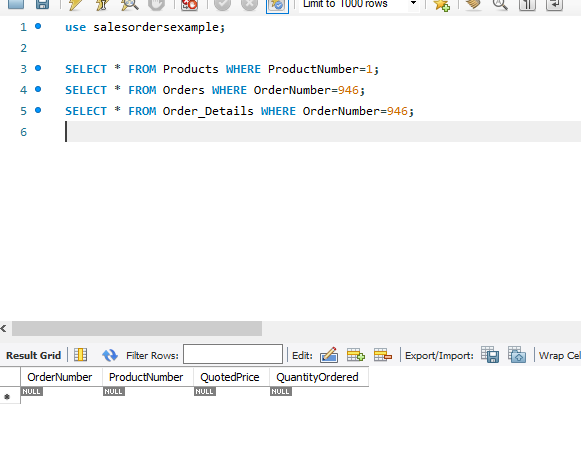 Limit to 1000 rows
1 use salesordersexample;
2
3 SELECT * FROM Products WHERE ProductNumber=1;
4 SELECT * FROM Orders WHERE OrderNumber=946;
5 SELECT * FROM Order_Details WHERE OrderNumber=946;
6
Result Grid Filter Rows: Edit: Export/Import: Wrap Cel
OrderNumber ProductNumber QuotedPrice QuantityOrdered
NULL NULL NULL NULL